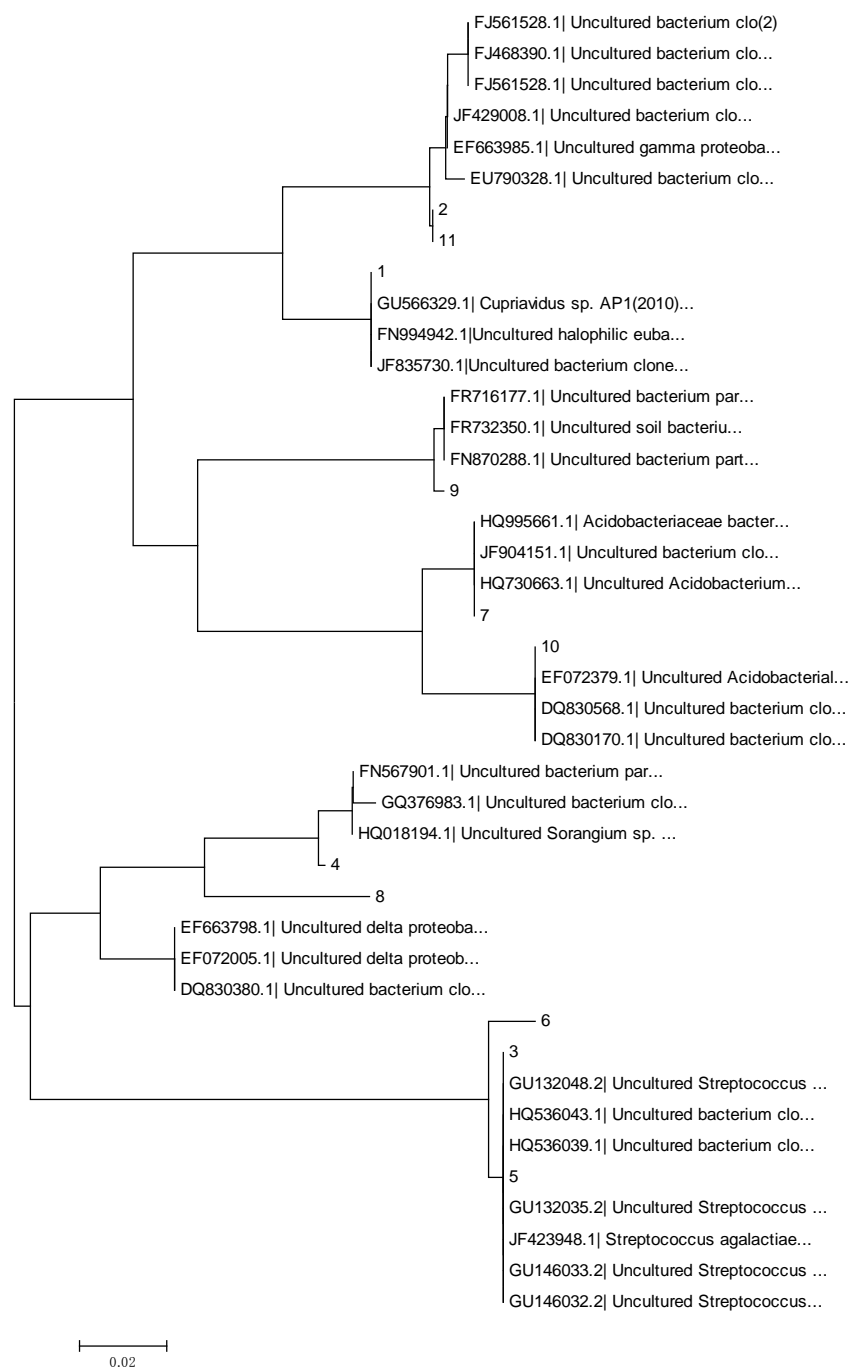 FJ561528.1| Uncultured bacterium clo(2)
FJ468390.1| Uncultured bacterium clo...
FJ561528.1| Uncultured bacterium clo...
JF429008.1| Uncultured bacterium clo...
EF663985.1| Uncultured gamma proteoba...
EU790328.1| Uncultured bacterium clo...
2
11
1
GU566329.1| Cupriavidus sp. AP1(2010)...
FN994942.1|Uncultured halophilic euba...
JF835730.1|Uncultured bacterium clone...
FR716177.1| Uncultured bacterium par...
FR732350.1| Uncultured soil bacteriu...
FN870288.1| Uncultured bacterium part...
9
HQ995661.1| Acidobacteriaceae bacter...
JF904151.1| Uncultured bacterium clo...
HQ730663.1| Uncultured Acidobacterium...
7
10
EF072379.1| Uncultured Acidobacterial...
DQ830568.1| Uncultured bacterium clo...
DQ830170.1| Uncultured bacterium clo...
FN567901.1| Uncultured bacterium par...
GQ376983.1| Uncultured bacterium clo...
HQ018194.1| Uncultured Sorangium sp. ...
4
8
EF663798.1| Uncultured delta proteoba...
EF072005.1| Uncultured delta proteob...
DQ830380.1| Uncultured bacterium clo...
6
3
GU132048.2| Uncultured Streptococcus ...
HQ536043.1| Uncultured bacterium clo...
HQ536039.1| Uncultured bacterium clo...
5
GU132035.2| Uncultured Streptococcus ...
JF423948.1| Streptococcus agalactiae...
GU146033.2| Uncultured Streptococcus ...
GU146032.2| Uncultured Streptococcus...
0.02